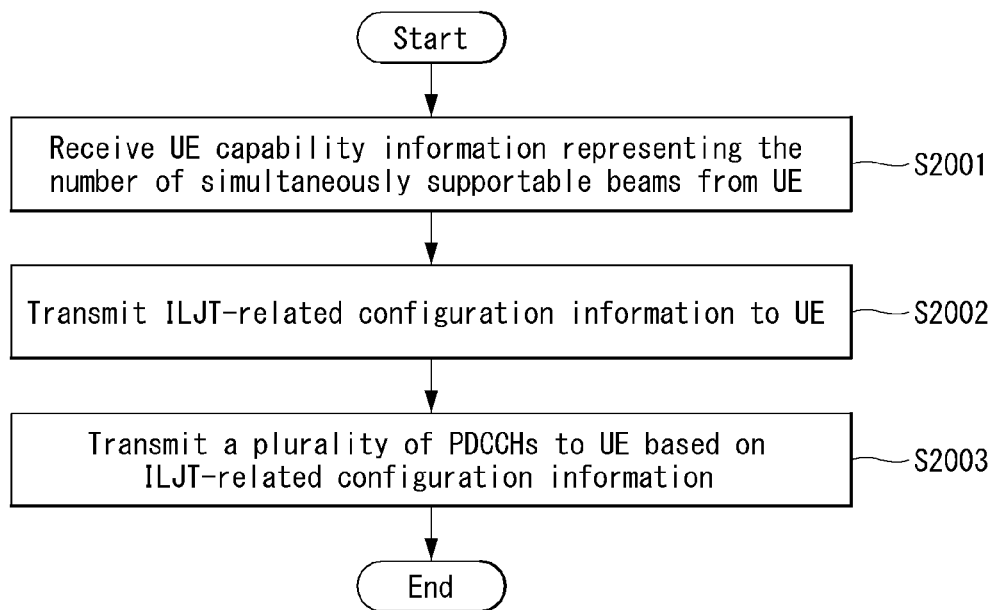 Start
Receive UE capability information representing the
number of simultaneously supportable beams from UE
S2001
Transmit ILJT-related configuration information to UE
S2002
Transmit a plurality of PDCCHs to UE based on
ILJT-related configuration information
S2003
End